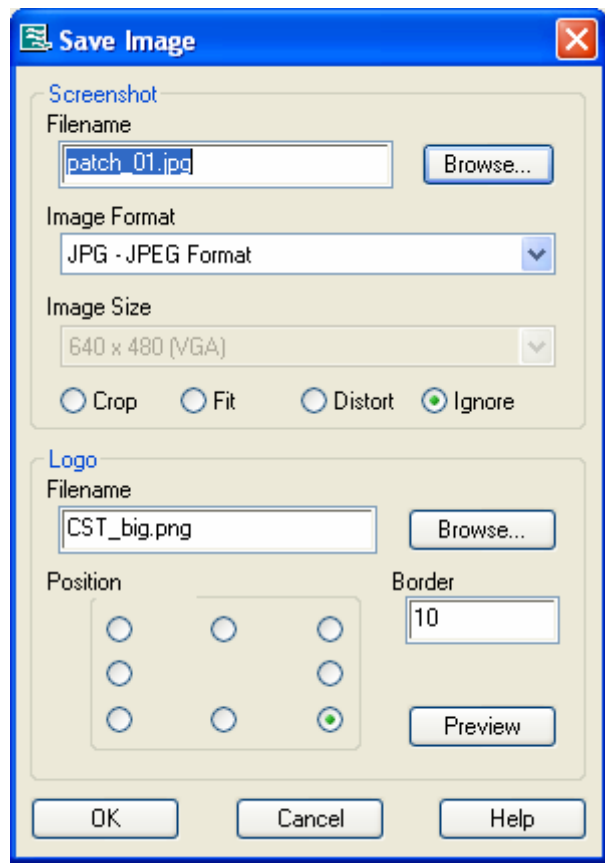 Save Image
Screenshot
Filename
patch_01.jpg Browse...
Image Format
JPG - JPEG Format
Image Size
640 x 480 (VGA)
Crop Fit Distort Ignore
Logo
Filename
CST_big.png Browse...
Position Border
10
Preview
OK Cancel Help